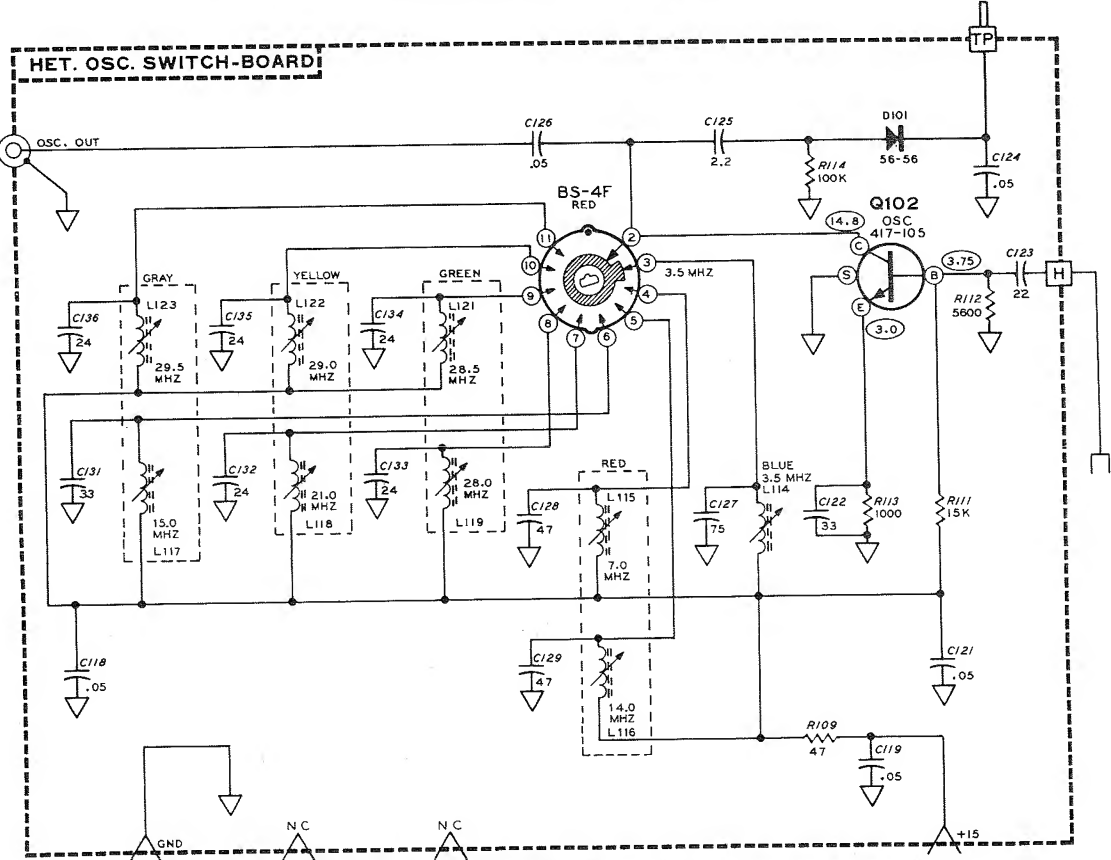 TP
HET. OSC. SWITCH-BOARD
OSC. OUT
C126
.05
C125
2.2
D101
56-56
R114
100K
C124
.05
BS-4F
RED
Q102
OSC
417-105
14.8
C
S
B
E
3.75
3.0
C123
22
H
R112
5600
11
2
10
3
3.5 MHZ
9
4
8
5
7
6
GRAY
L123
C136
24
29.5
MHZ
YELLOW
L122
C135
24
29.0
MHZ
GREEN
L121
C134
24
28.5
MHZ
C131
33
15.0
MHZ
L117
C132
24
21.0
MHZ
L118
C133
24
28.0
MHZ
L119
RED
L115
C128
47
7.0
MHZ
BLUE
3.5 MHZ
L114
C127
75
C122
33
R113
1000
R111
15K
C118
.05
C129
47
14.0
MHZ
L116
C121
.05
R109
47
C119
.05
GND
NC
NC
+15